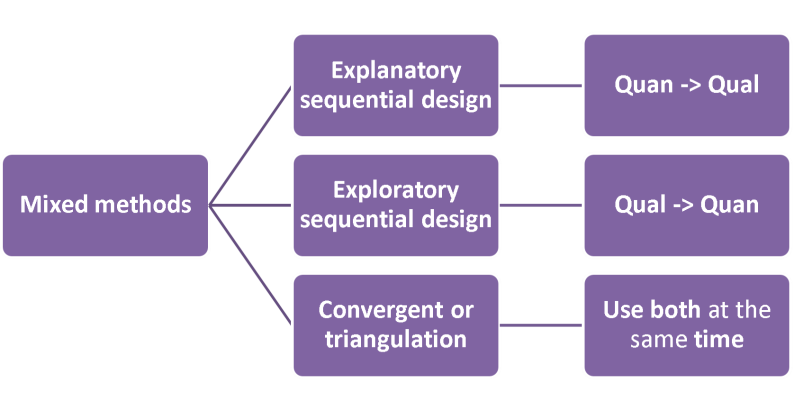 Mixed methods
Explanatory
sequential design
Quan -> Qual
Exploratory
sequential design
Qual -> Quan
Convergent or
triangulation
Use both at the
same time